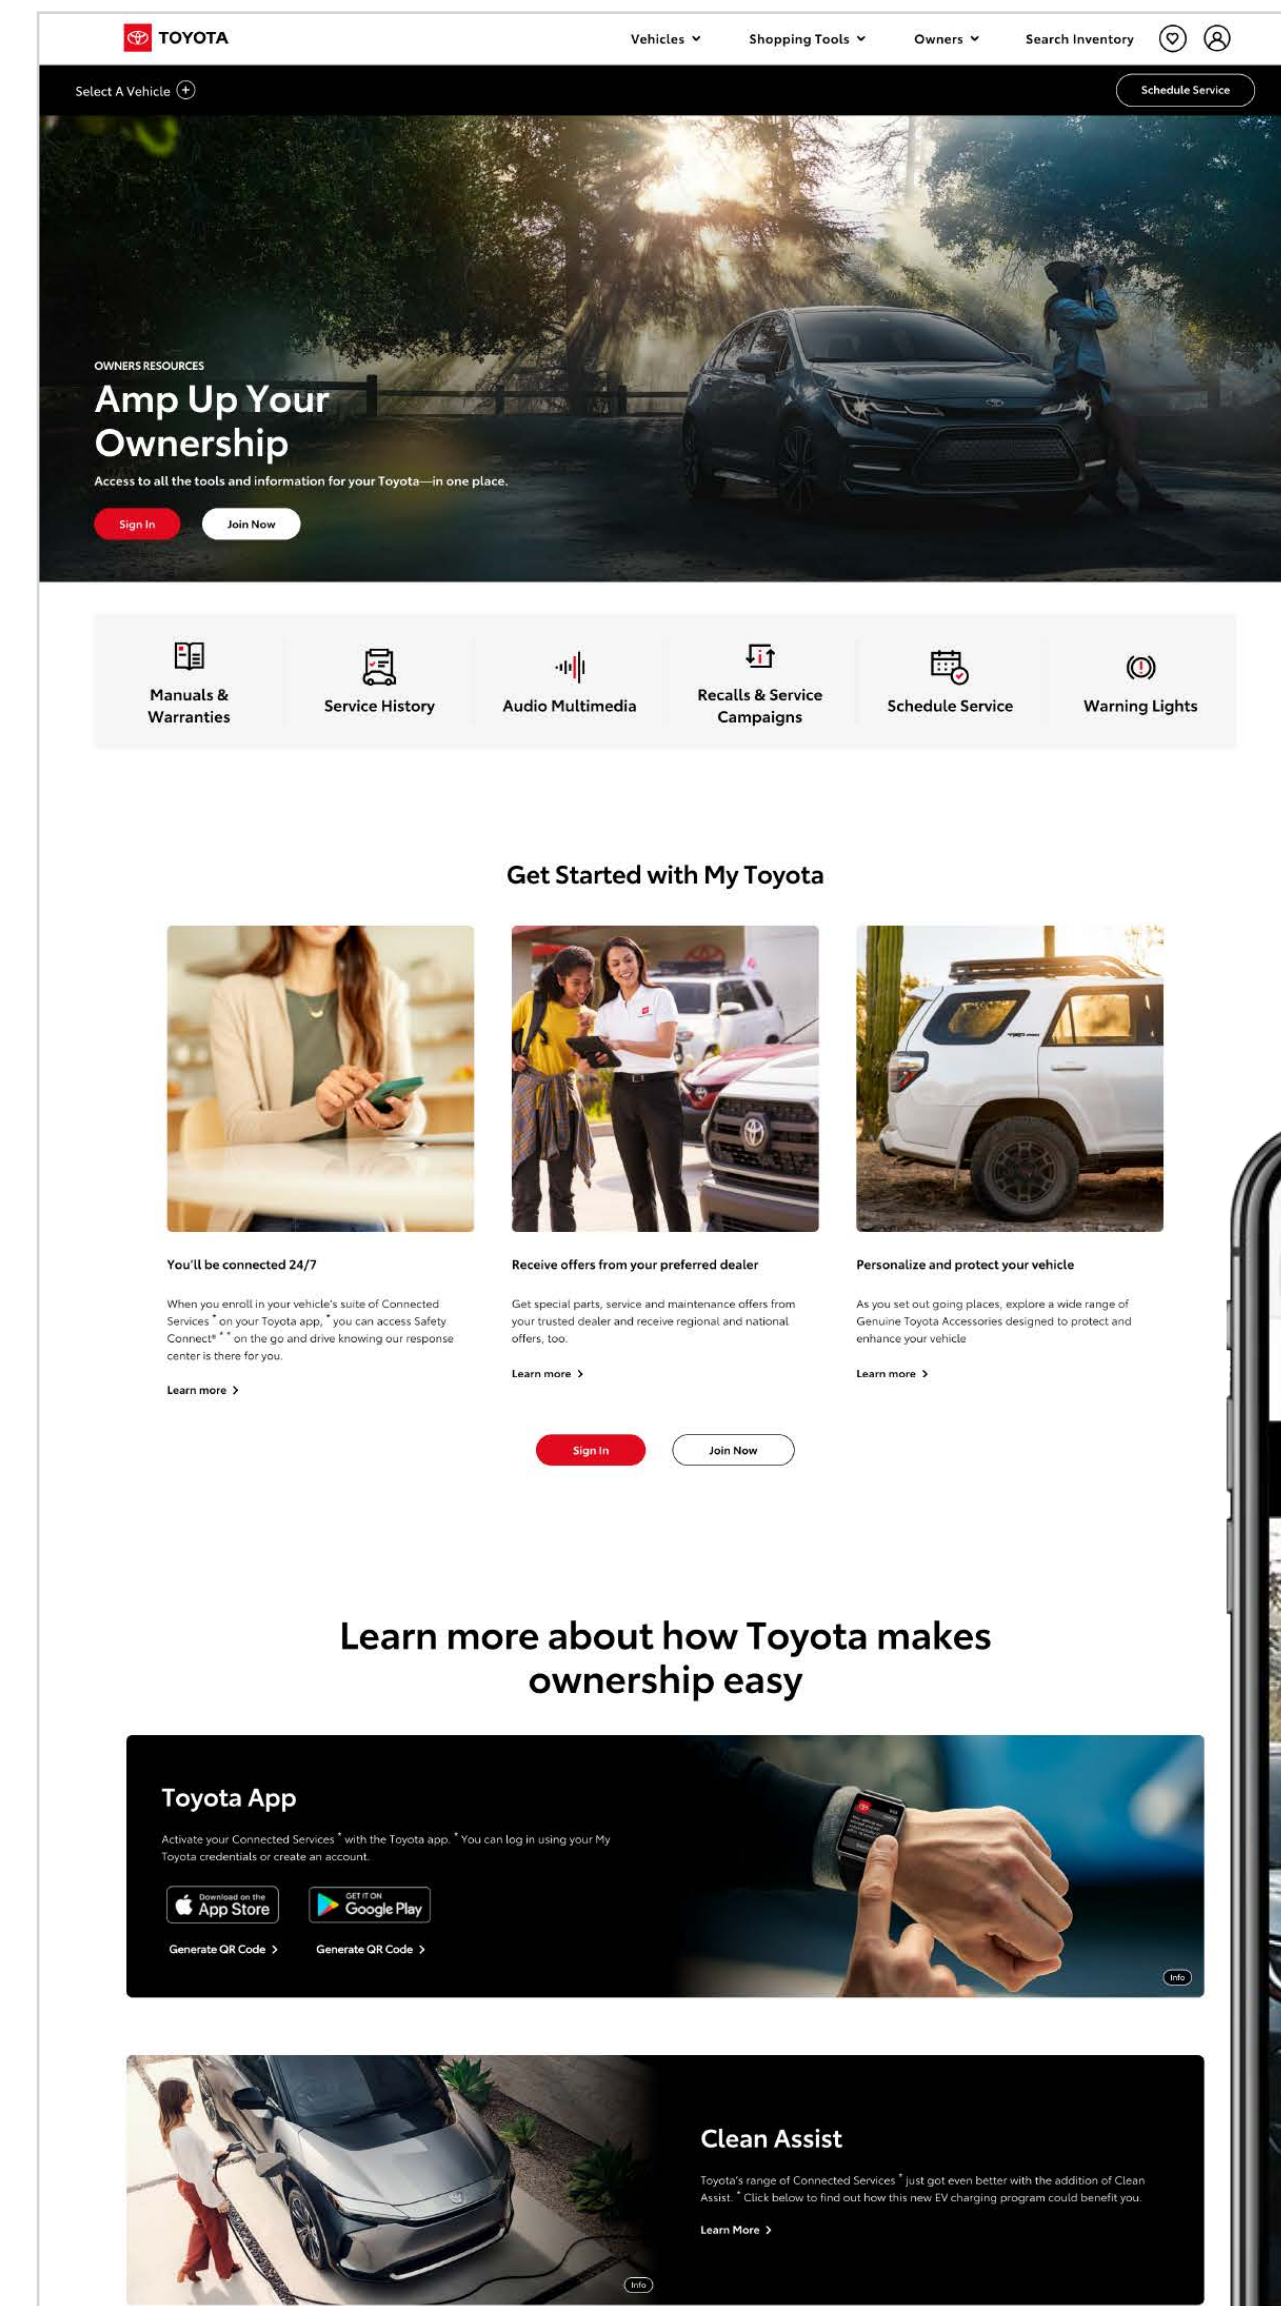 TOYOTA
Vehicles
Shopping Tools
Owners
Search Inventory
Select A Vehicle
Schedule Service
OWNERS RESOURCES
Amp Up Your
Ownership
Access to all the tools and information for your Toyota—in one place.
Sign In
Join Now
Manuals &
Warranties
Service History
Audio Multimedia
Recalls & Service
Campaigns
Schedule Service
Warning Lights
Get Started with My Toyota
You'll be connected 24/7
When you enroll in your vehicle's suite of Connected
Services * on your Toyota app, * you can access Safety
Connect® * * on the go and drive knowing our response
center is there for you.
Learn more >
Receive offers from your preferred dealer
Get special parts, service and maintenance offers from
your trusted dealer and receive regional and national
offers, too.
Learn more >
Personalize and protect your vehicle
As you set out going places, explore a wide range of
Genuine Toyota Accessories designed to protect and
enhance your vehicle
Learn more >
Sign In
Join Now
Learn more about how Toyota makes
ownership easy
Toyota App
Activate your Connected Services * with the Toyota app. * You can log in using your My
Toyota credentials or create an account.
Download on the
App Store
GET IT ON
Google Play
Generate QR Code >
Generate QR Code >
Info
Clean Assist
Toyota's range of Connected Services * just got even better with the addition of Clean
Assist. * Click below to find out how this new EV charging program could benefit you.
Learn More >
Info